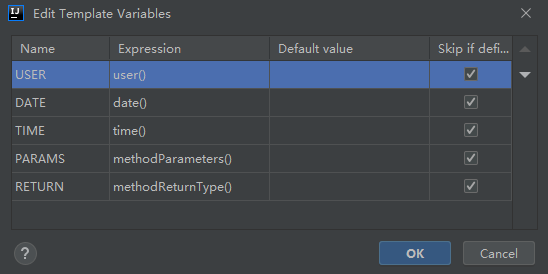 IJ Edit Template Variables
Name Expression Default value Skip if defi...
USER user()
DATE date()
TIME time()
PARAMS methodParameters()
RETURN methodReturnType()
? OK Cancel